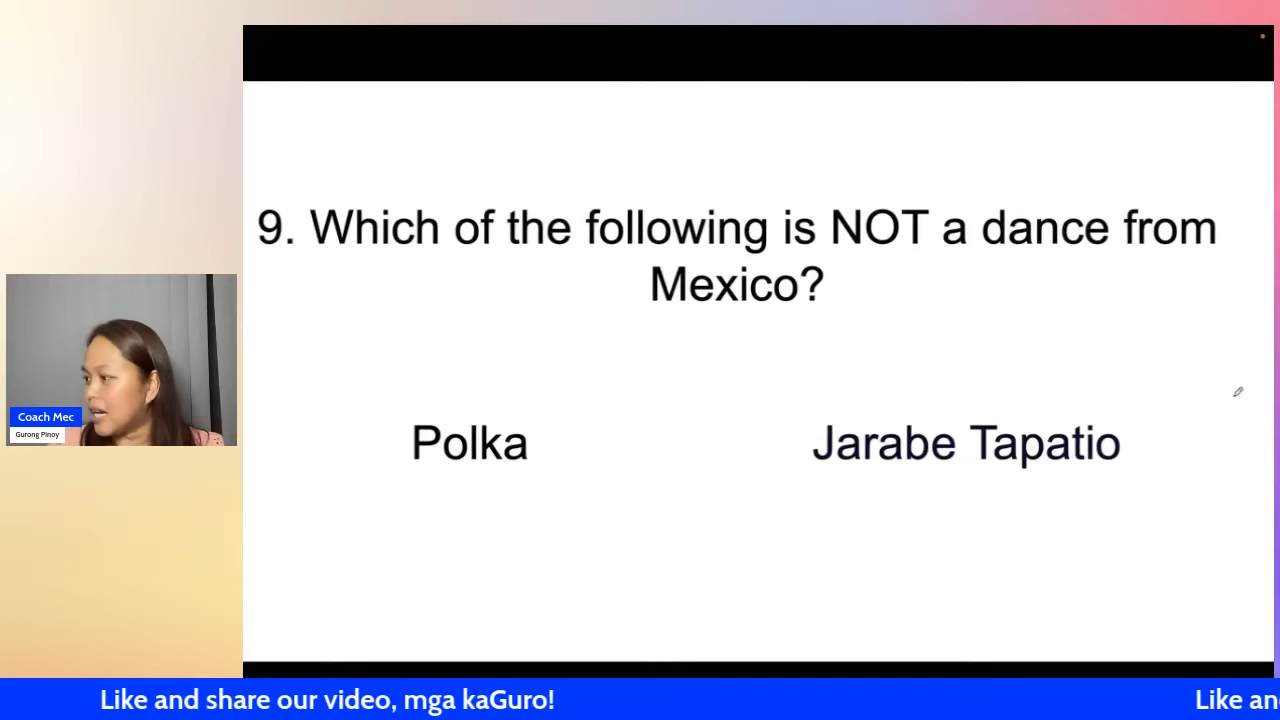 9. Which of the following is NOT a dance from
Mexico?
Polka
Jarabe Tapatio
Coach Mec
Gurong Pinoy
Like and share our video, mga kaGuro!
Like an